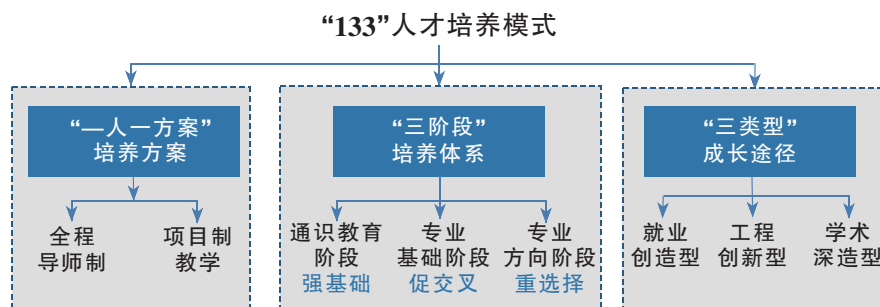 “133”人才培养模式
“一人一方案”
培养方案
全程
导师制
项目制
教学
“三阶段”
培养体系
通识教育
阶段
强基础
专业
基础阶段
促交叉
专业
方向阶段
重选择
“三类型”
成长途径
就业
创造型
工程
创新型
学术
深造型